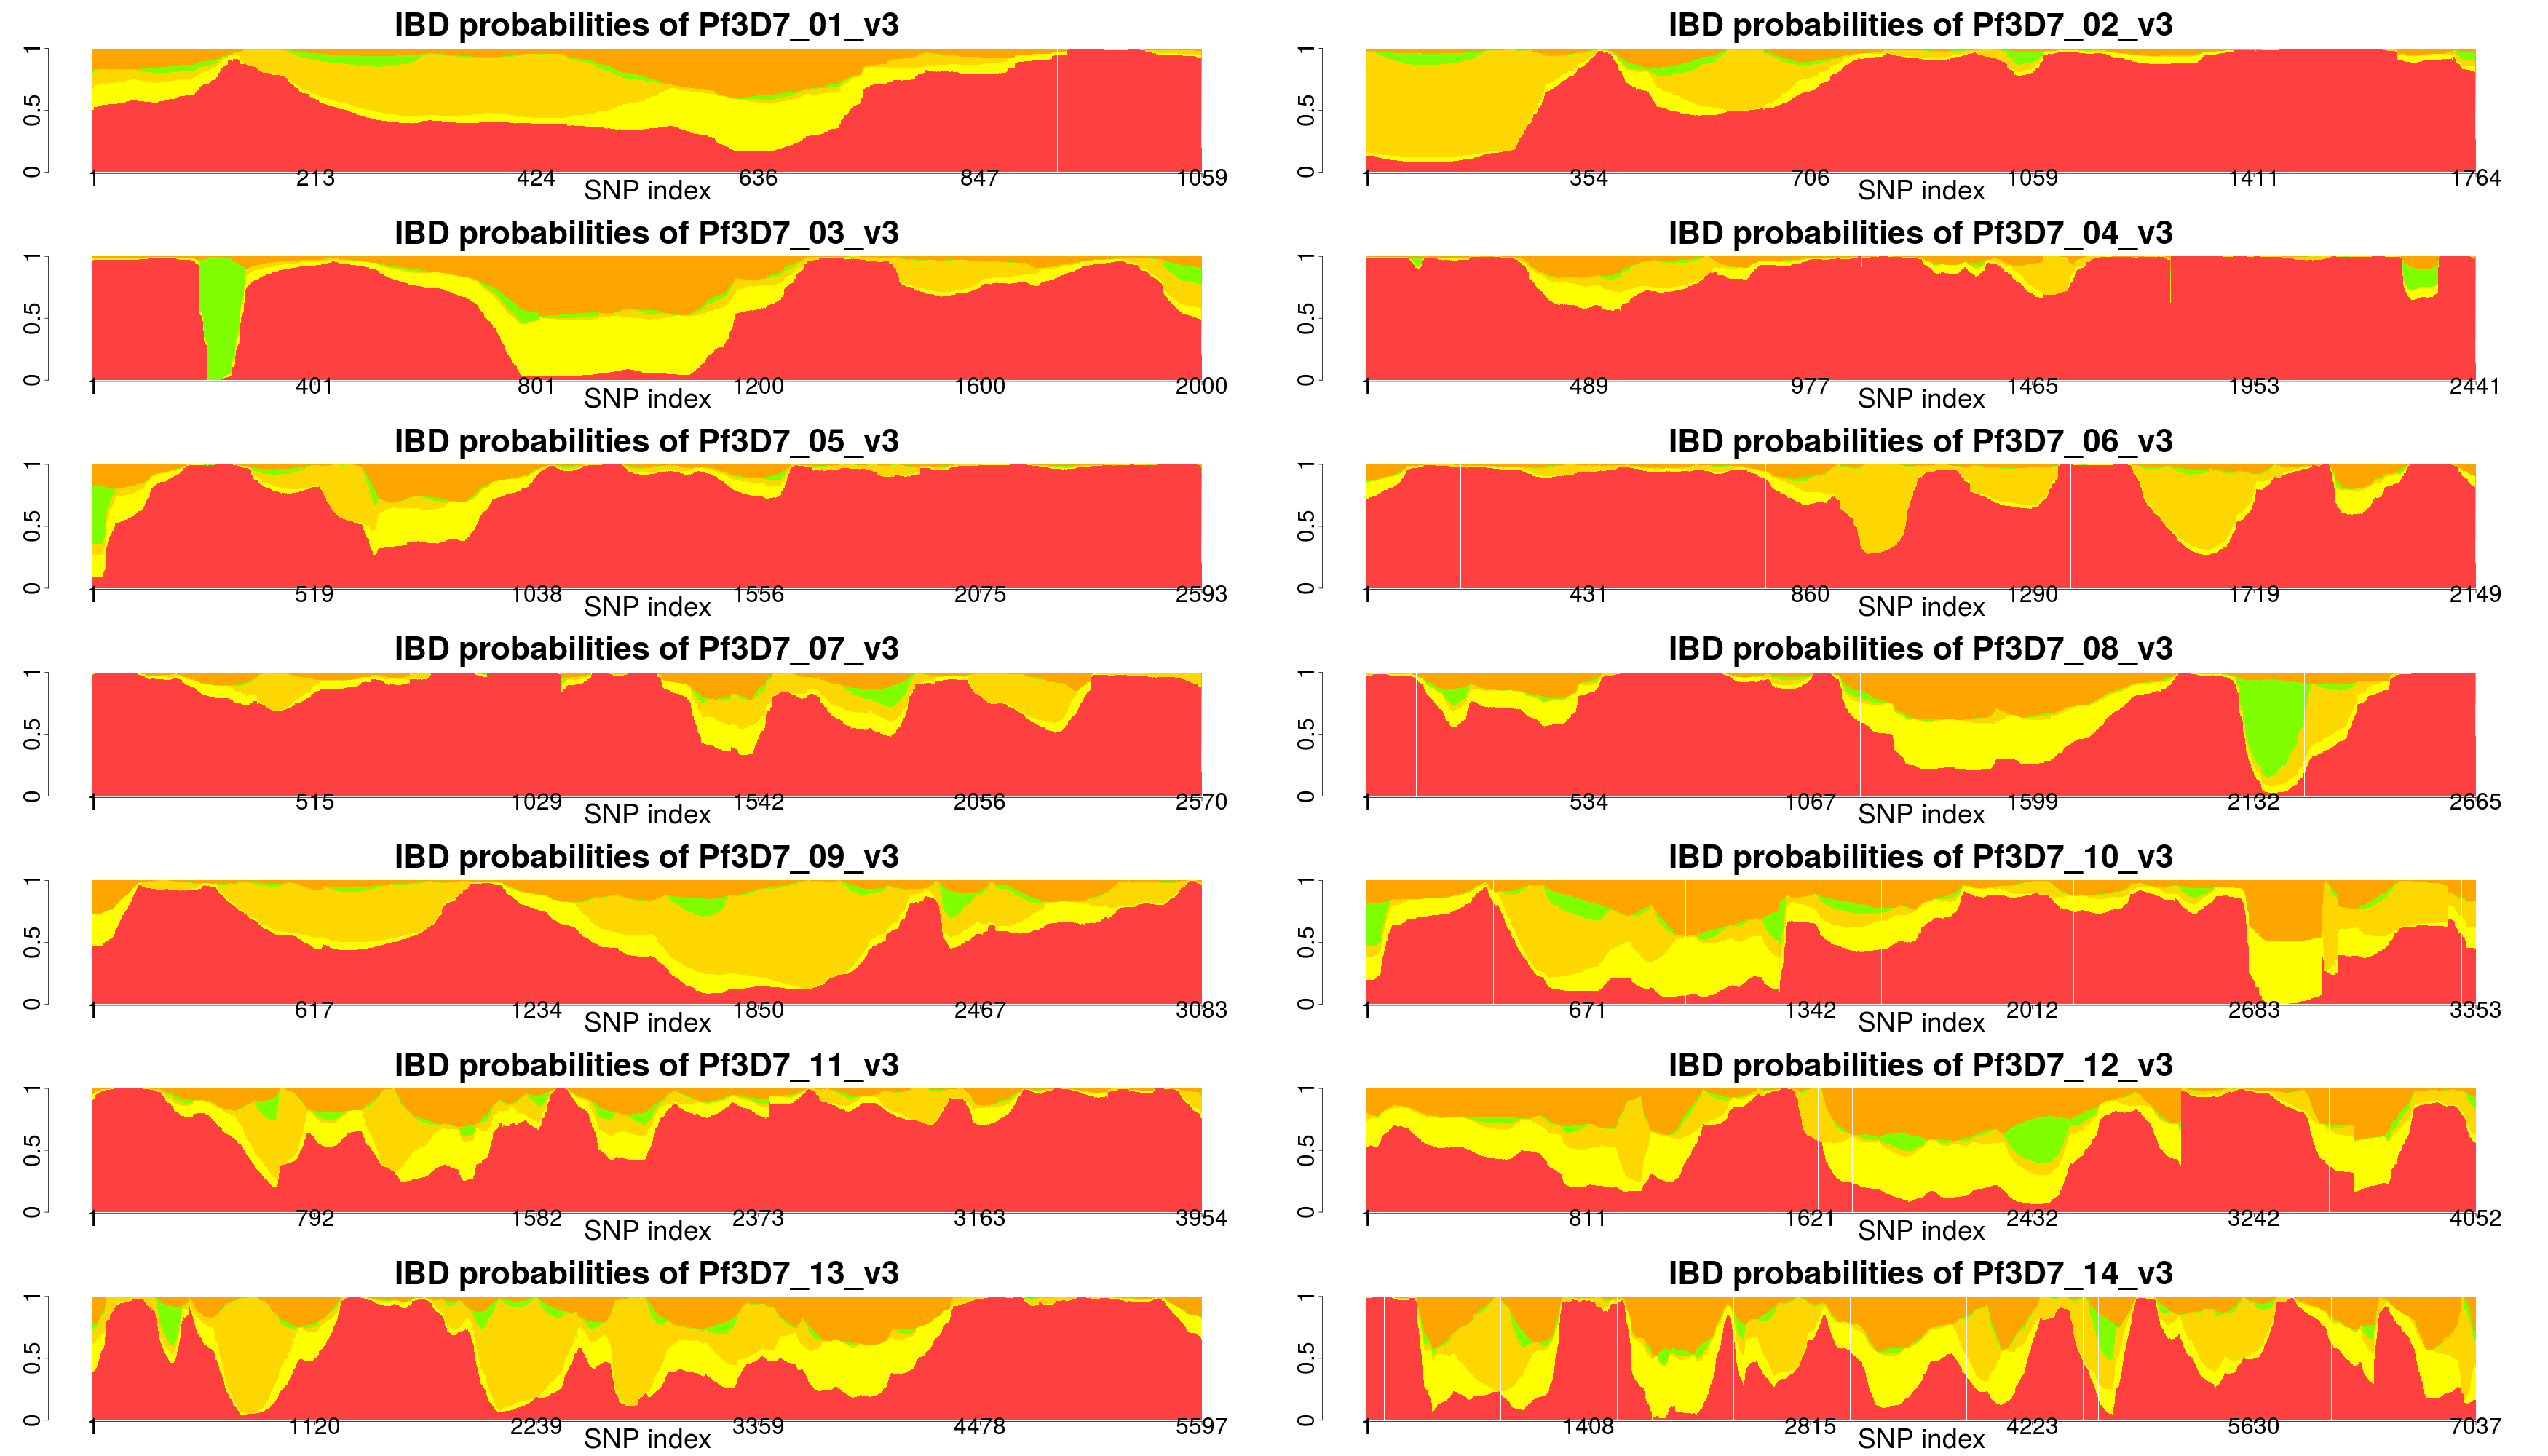 IBD probabilities of Pf3D7_01_v3
0 0.5 1
1 213 424 636 847 1059
SNP index
IBD probabilities of Pf3D7_02_v3
0 0.5 1
1 354 706 1059 1411 1764
SNP index
IBD probabilities of Pf3D7_03_v3
0 0.5 1
1 401 801 1200 1600 2000
SNP index
IBD probabilities of Pf3D7_04_v3
0 0.5 1
1 489 977 1465 1953 2441
SNP index
IBD probabilities of Pf3D7_05_v3
0 0.5 1
1 519 1038 1556 2075 2593
SNP index
IBD probabilities of Pf3D7_06_v3
0 0.5 1
1 431 860 1290 1719 2149
SNP index
IBD probabilities of Pf3D7_07_v3
0 0.5 1
1 515 1029 1542 2056 2570
SNP index
IBD probabilities of Pf3D7_08_v3
0 0.5 1
1 534 1067 1599 2132 2665
SNP index
IBD probabilities of Pf3D7_09_v3
0 0.5 1
1 617 1234 1850 2467 3083
SNP index
IBD probabilities of Pf3D7_10_v3
0 0.5 1
1 671 1342 2012 2683 3353
SNP index
IBD probabilities of Pf3D7_11_v3
0 0.5 1
1 792 1582 2373 3163 3954
SNP index
IBD probabilities of Pf3D7_12_v3
0 0.5 1
1 811 1621 2432 3242 4052
SNP index
IBD probabilities of Pf3D7_13_v3
0 0.5 1
1 1120 2239 3359 4478 5597
SNP index
IBD probabilities of Pf3D7_14_v3
0 0.5 1
1 1408 2815 4223 5630 7037
SNP index